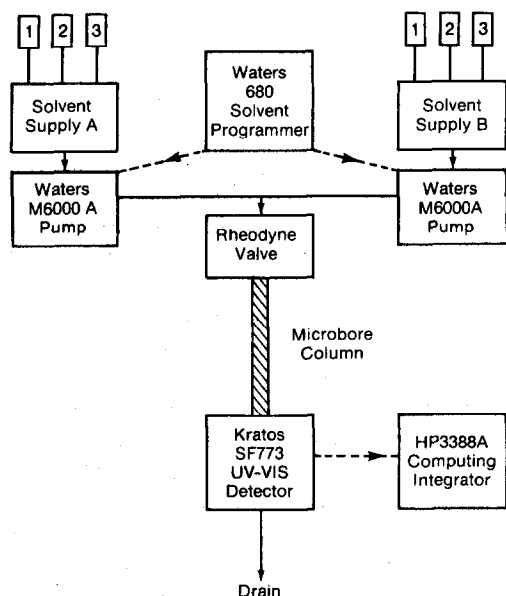 1 2 3
1 2 3
Solvent
Supply A
Waters
680
Solvent
Programmer
Solvent
Supply B
Waters
M6000 A
Pump
Waters
M6000A
Pump
Rheodyne
Valve
Microbore
Column
Kratos
SF773
UV-VIS
Detector
HP3388A
Computing
Integrator
Drain